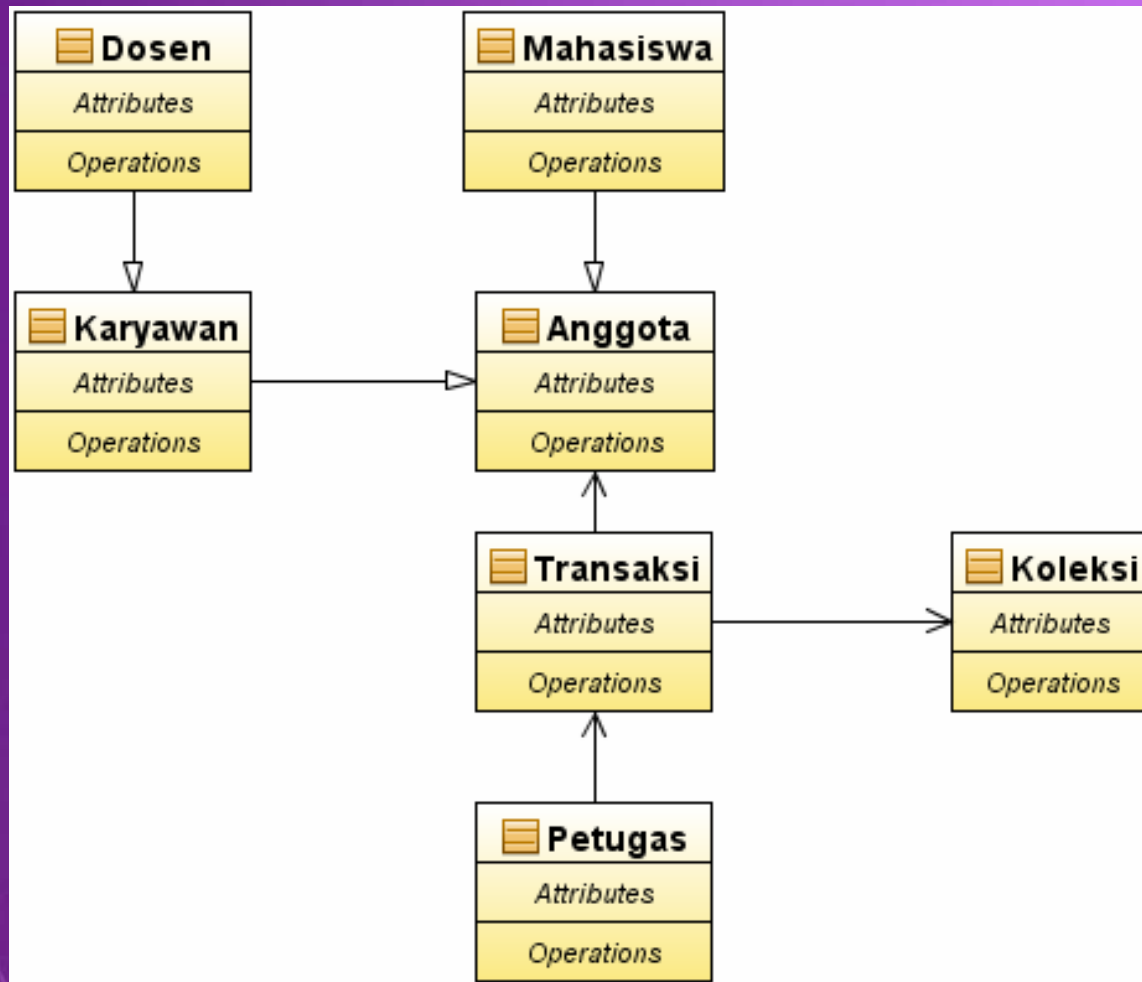 Dosen
Attributes
Operations
Mahasiswa
Attributes
Operations
Karyawan
Attributes
Operations
Anggota
Attributes
Operations
Transaksi
Attributes
Operations
Koleksi
Attributes
Operations
Petugas
Attributes
Operations